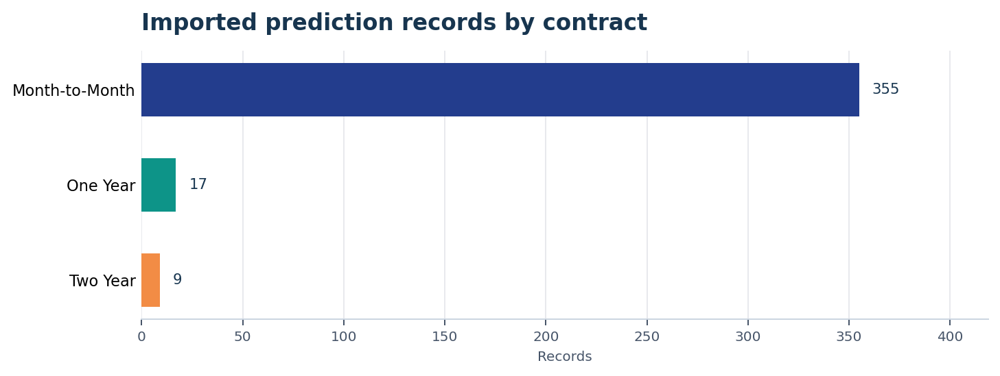 Imported prediction records by contract
Month-to-Month
355
One Year
17
Two Year
9
0 50 100 150 200 250 300 350 400
Records